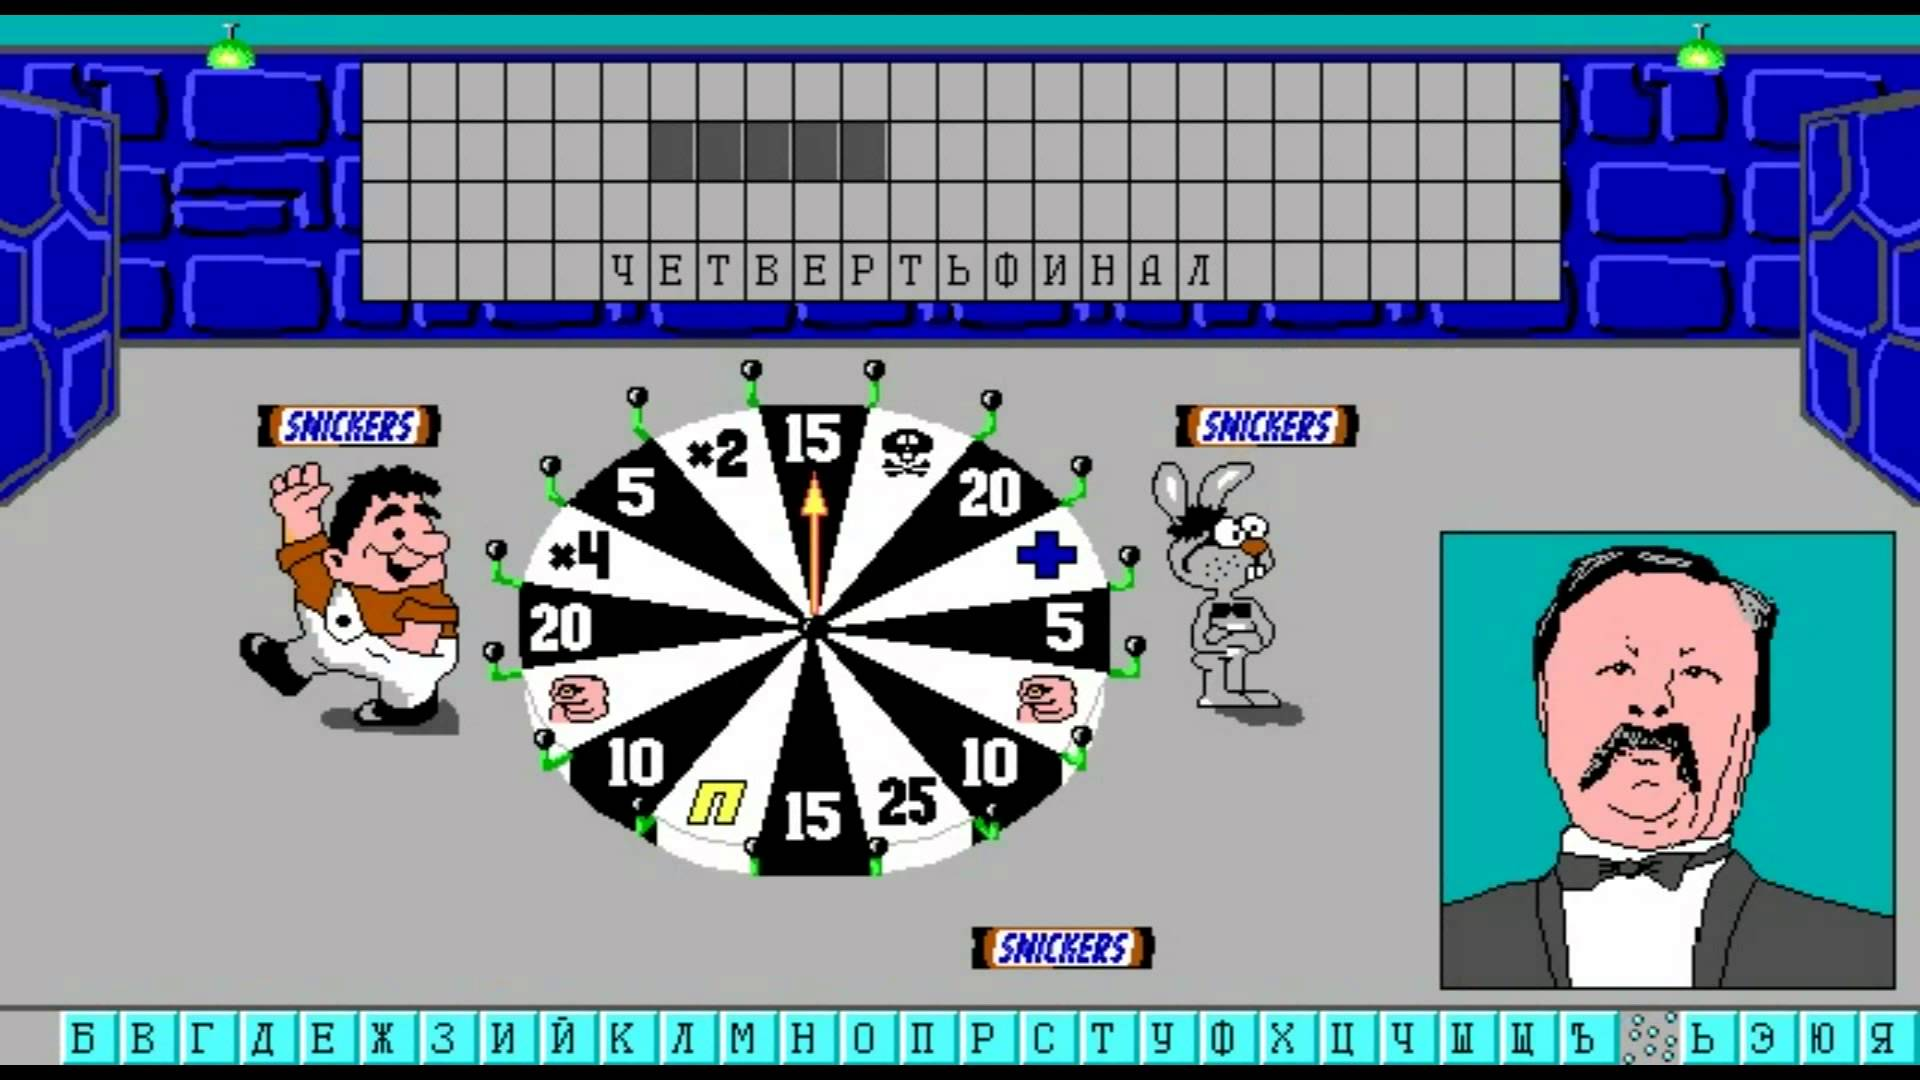 ЧЕТВЕРТЬФИНАЛ
SNICKERS
SNICKERS
×2 15
5 20
×4
20 5
10 10
П 25
15
SNICKERS
Б В Г Д Е Ж З И Й К Л М Н О П Р С Т У Ф Х Ц Ч Ш Щ Ъ Ь Э Ю Я